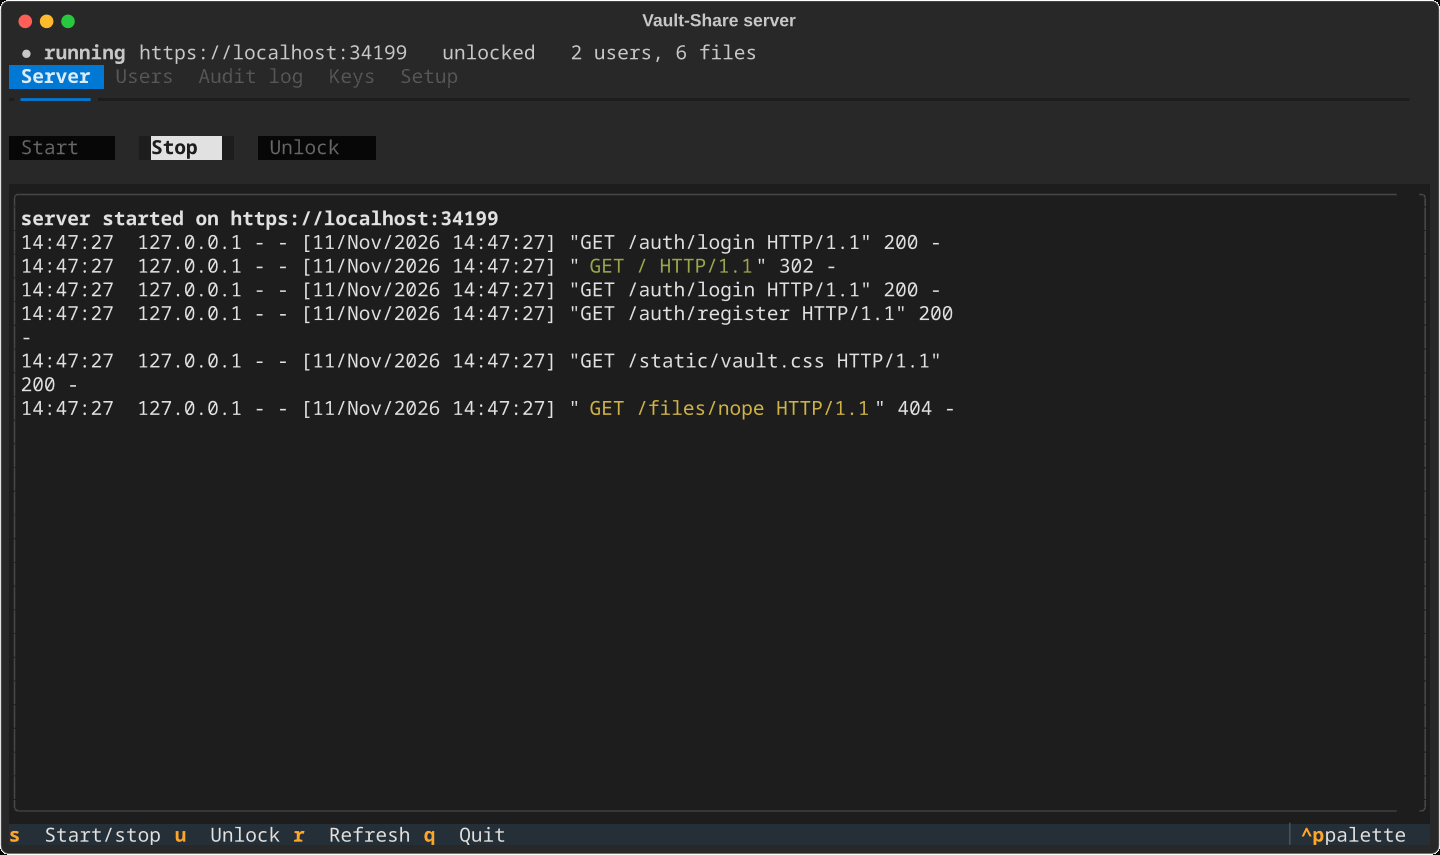 Vault-Share server
● running https://localhost:34199 unlocked 2 users, 6 files
Server Users Audit log Keys Setup
Start Stop Unlock
server started on https://localhost:34199
14:47:27 127.0.0.1 - - [11/Nov/2026 14:47:27] "GET /auth/login HTTP/1.1" 200 -
14:47:27 127.0.0.1 - - [11/Nov/2026 14:47:27] " GET / HTTP/1.1" 302 -
14:47:27 127.0.0.1 - - [11/Nov/2026 14:47:27] "GET /auth/login HTTP/1.1" 200 -
14:47:27 127.0.0.1 - - [11/Nov/2026 14:47:27] "GET /auth/register HTTP/1.1" 200
-
14:47:27 127.0.0.1 - - [11/Nov/2026 14:47:27] "GET /static/vault.css HTTP/1.1"
200 -
14:47:27 127.0.0.1 - - [11/Nov/2026 14:47:27] " GET /files/nope HTTP/1.1" 404 -
s Start/stop u Unlock r Refresh q Quit ^ppalette